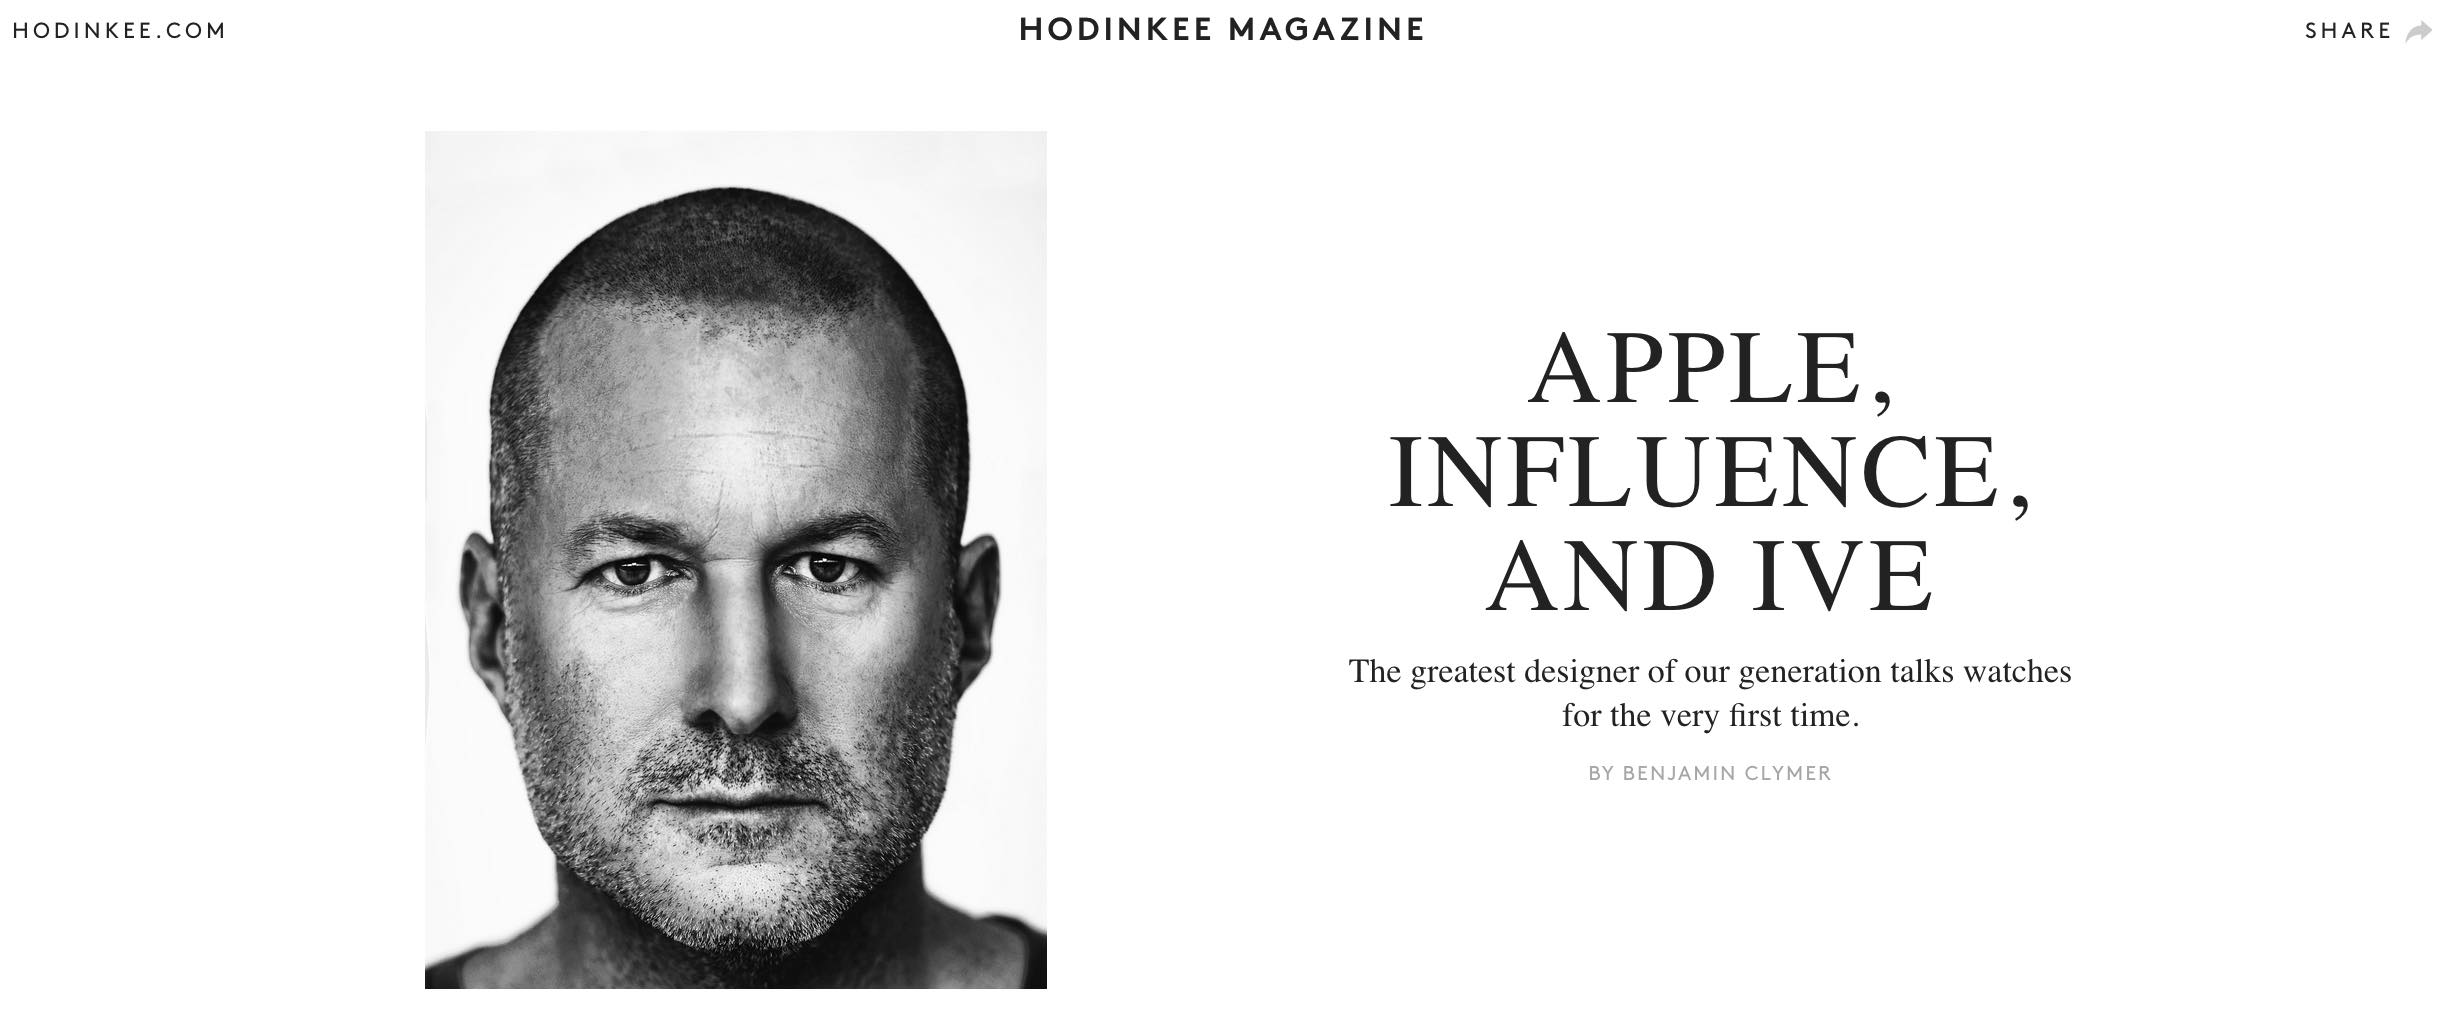 HODINKEE.COM
HODINKEE MAGAZINE
SHARE
APPLE,
INFLUENCE,
AND IVE
The greatest designer of our generation talks watches
for the very first time.
BY BENJAMIN CLYMER